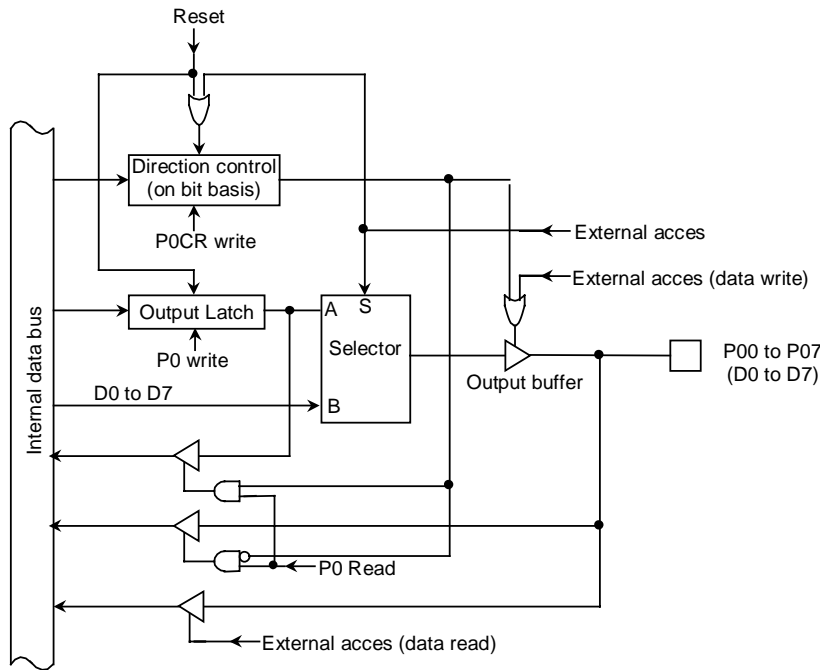 Reset
Direction control
(on bit basis)
P0CR write
External acces
External acces (data write)
Output Latch
A
S
Selector
P0 write
P00 to P07
(D0 to D7)
Output buffer
Internal data bus
D0 to D7
B
P0 Read
External acces (data read)